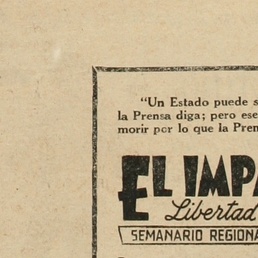 "Un Estado puede s
la Prensa diga; pero ese
morir por lo que la Pren
EL IMPA
Libertad
SEMANARIO REGIONA